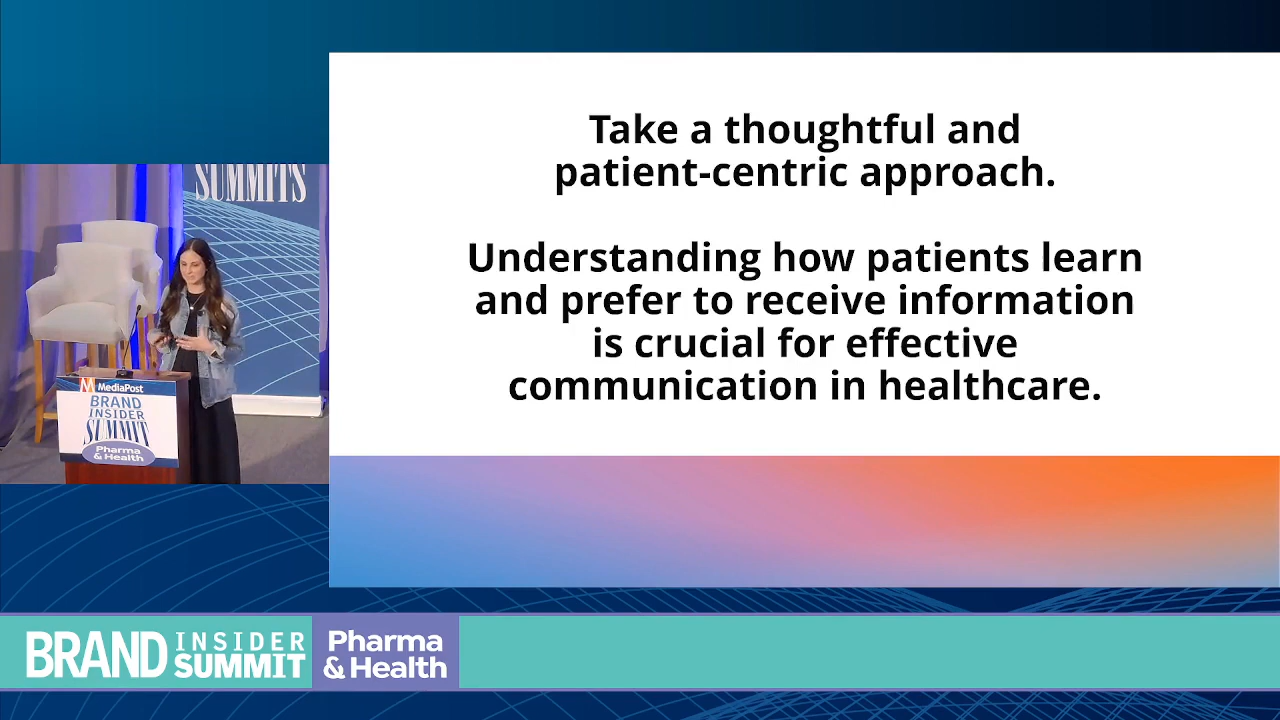 Take a thoughtful and
patient-centric approach.
Understanding how patients learn
and prefer to receive information
is crucial for effective
communication in healthcare.
SUMMITS
MediaPost
BRAND
INSIDER
SUMMIT
Pharma
& Health
BRAND INSIDER SUMMIT
Pharma
& Health